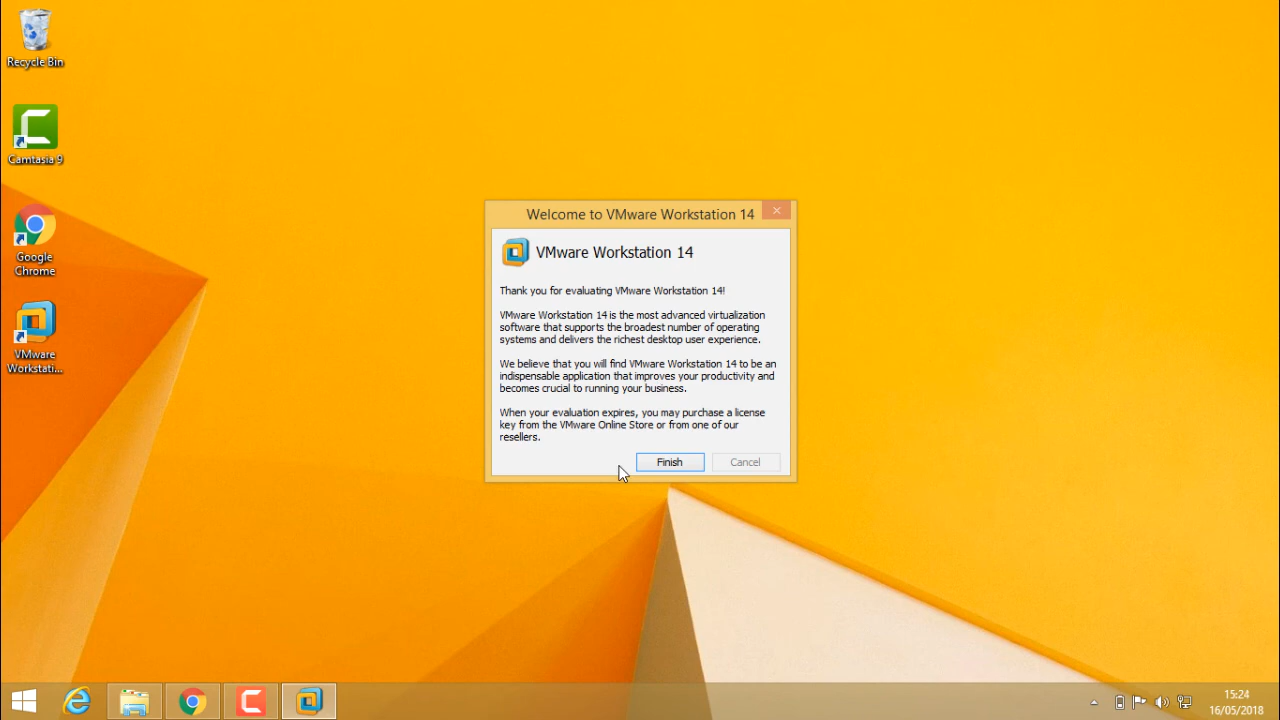 Recycle Bin
Camtasia 9
Google
Chrome
VMware
Workstati...
Welcome to VMware Workstation 14
VMware Workstation 14
Thank you for evaluating VMware Workstation 14!
VMware Workstation 14 is the most advanced virtualization
software that supports the broadest number of operating
systems and delivers the richest desktop user experience.
We believe that you will find VMware Workstation 14 to be an
indispensable application that improves your productivity and
becomes crucial to running your business.
When your evaluation expires, you may purchase a license
key from the VMware Online Store or from one of our
resellers.
Finish
Cancel
15:24
16/05/2018